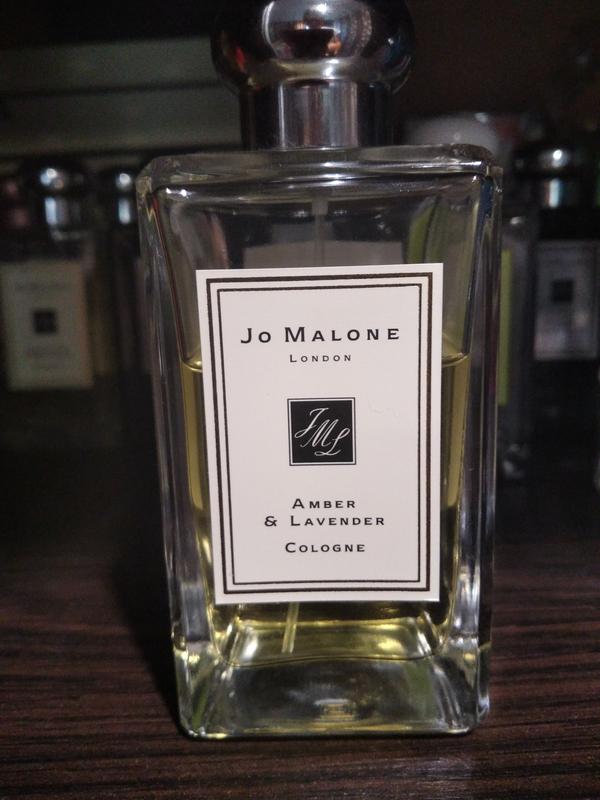 Jo Malone
London
JML
Amber
& Lavender
Cologne